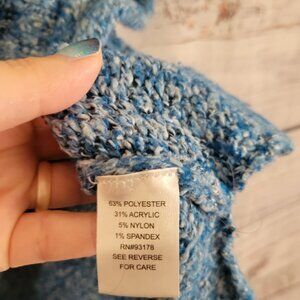 63% POLYESTER
31% ACRYLIC
5% NYLON
1% SPANDEX
RN#93178
SEE REVERSE
FOR CARE